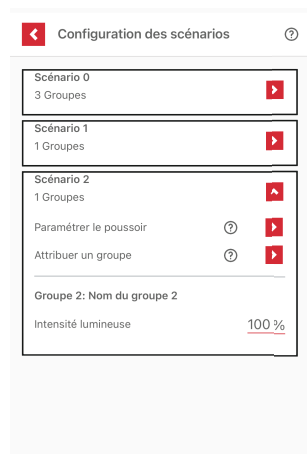 Configuration des scénarios
Scénario 0
3 Groupes
Scénario 1
1 Groupes
Scénario 2
1 Groupes
Paramétrer le poussoir
Attribuer un groupe
Groupe 2: Nom du groupe 2
Intensité lumineuse 100 %